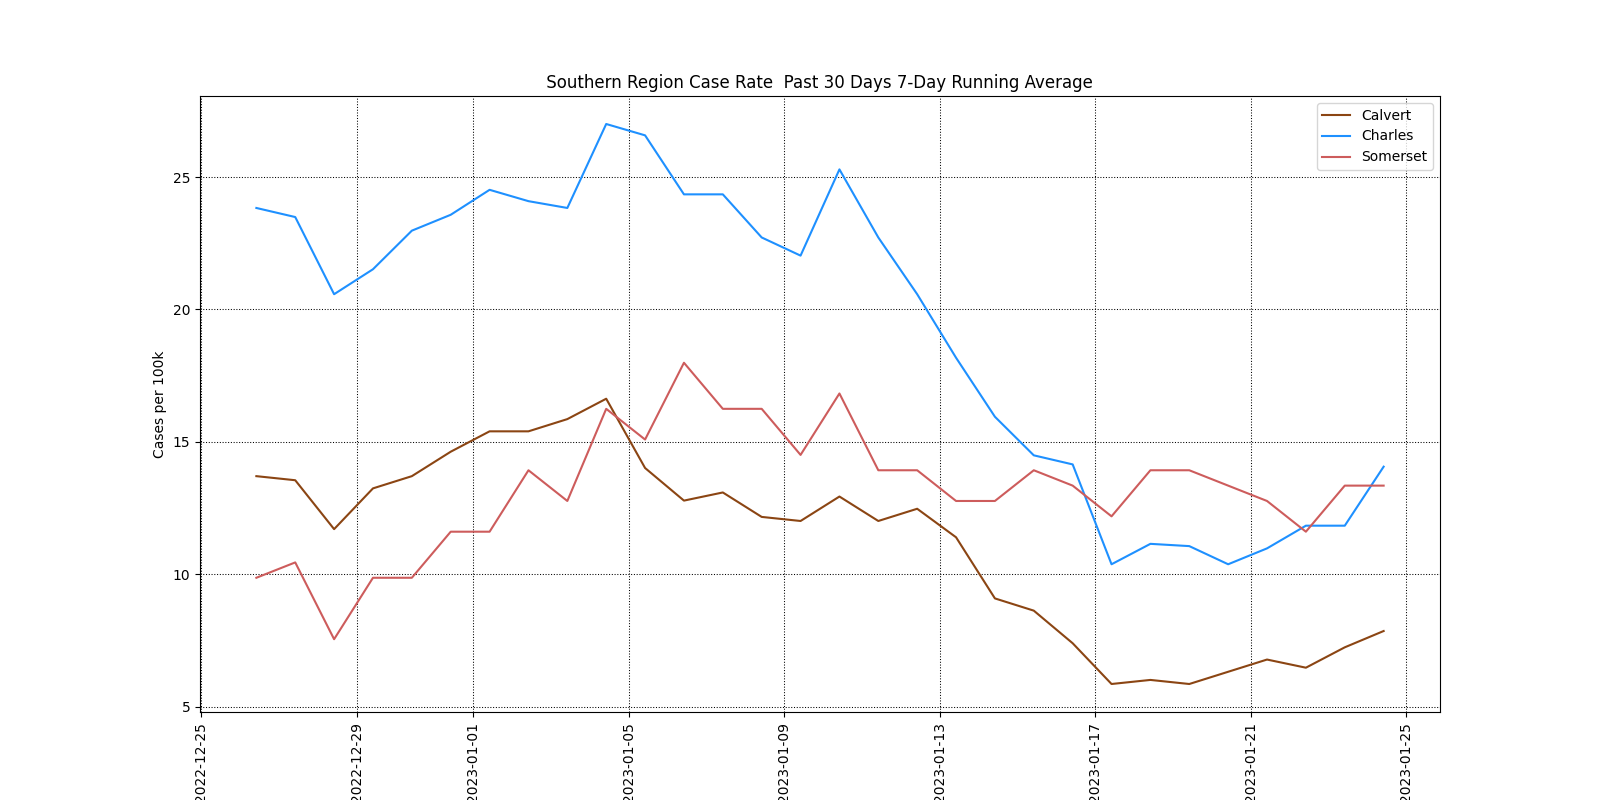 Southern Region Case Rate  Past 30 Days 7-Day Running Average
Calvert
Charles
Somerset
Cases per 100k
25
20
15
10
5
2022-12-25
2022-12-29
2023-01-01
2023-01-05
2023-01-09
2023-01-13
2023-01-17
2023-01-21
2023-01-25